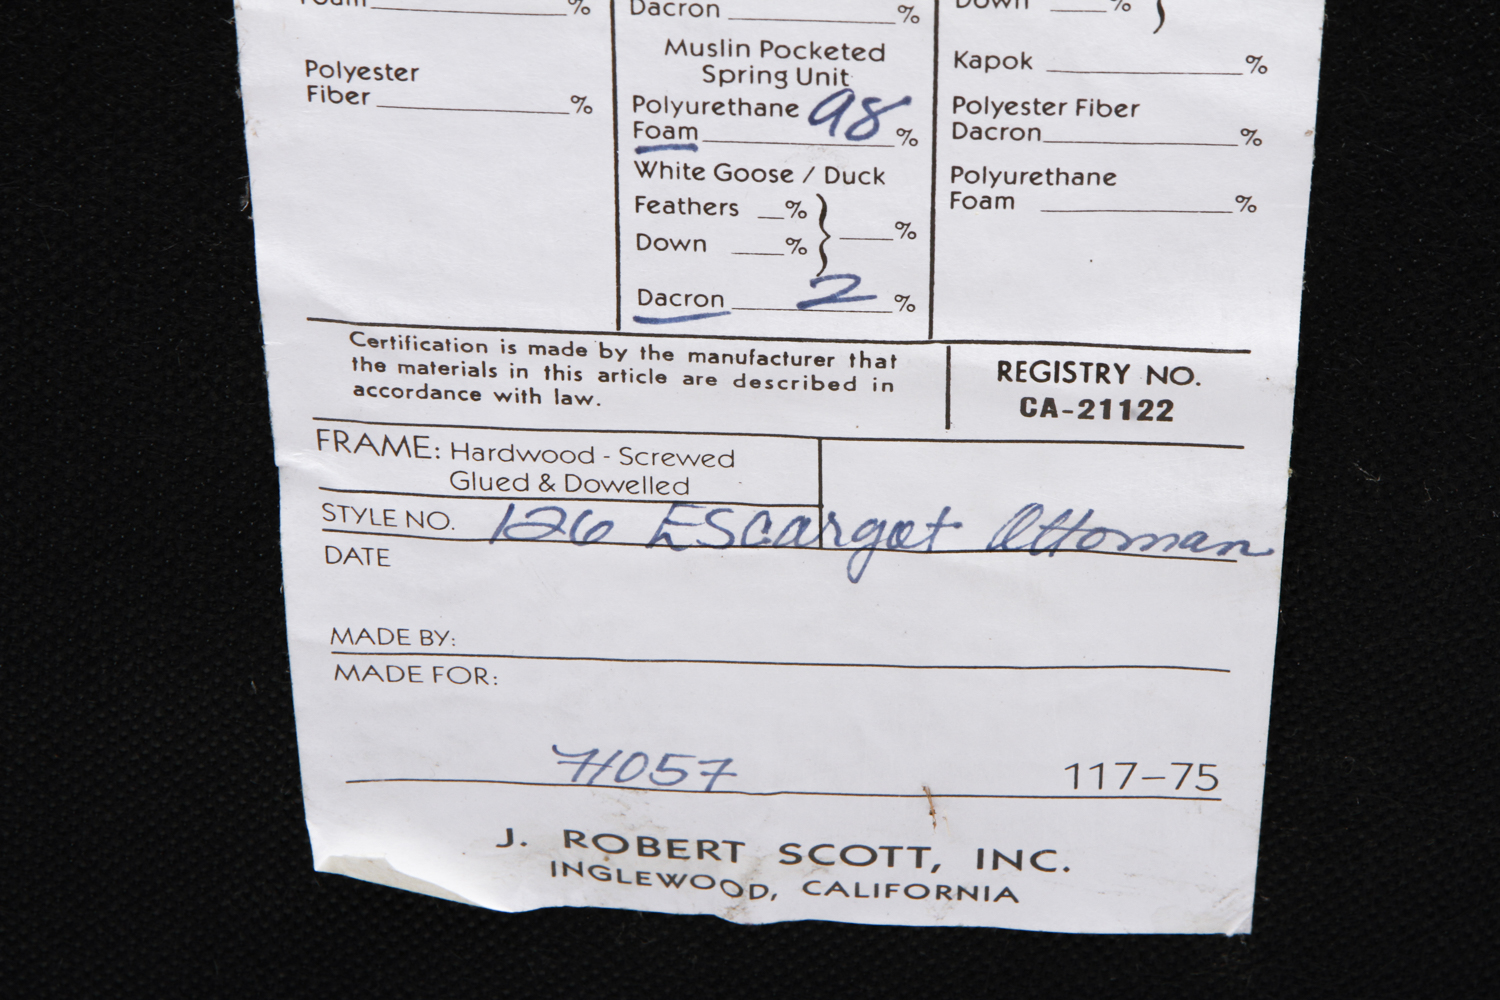 Foam %
Polyester
Fiber %
Dacron %
Muslin Pocketed
Spring Unit
Polyurethane 98
Foam %
White Goose / Duck
Feathers %
%
Down %
Dacron 2 %
Down %
Kapok %
Polyester Fiber
Dacron %
Polyurethane
Foam %
Certification is made by the manufacturer that
the materials in this article are described in
accordance with law.
REGISTRY NO.
CA-21122
FRAME: Hardwood - Screwed
Glued & Dowelled
STYLE NO. 126 Escargot Ottoman
DATE
MADE BY:
MADE FOR:
71057 117-75
J. ROBERT SCOTT, INC.
INGLEWOOD, CALIFORNIA